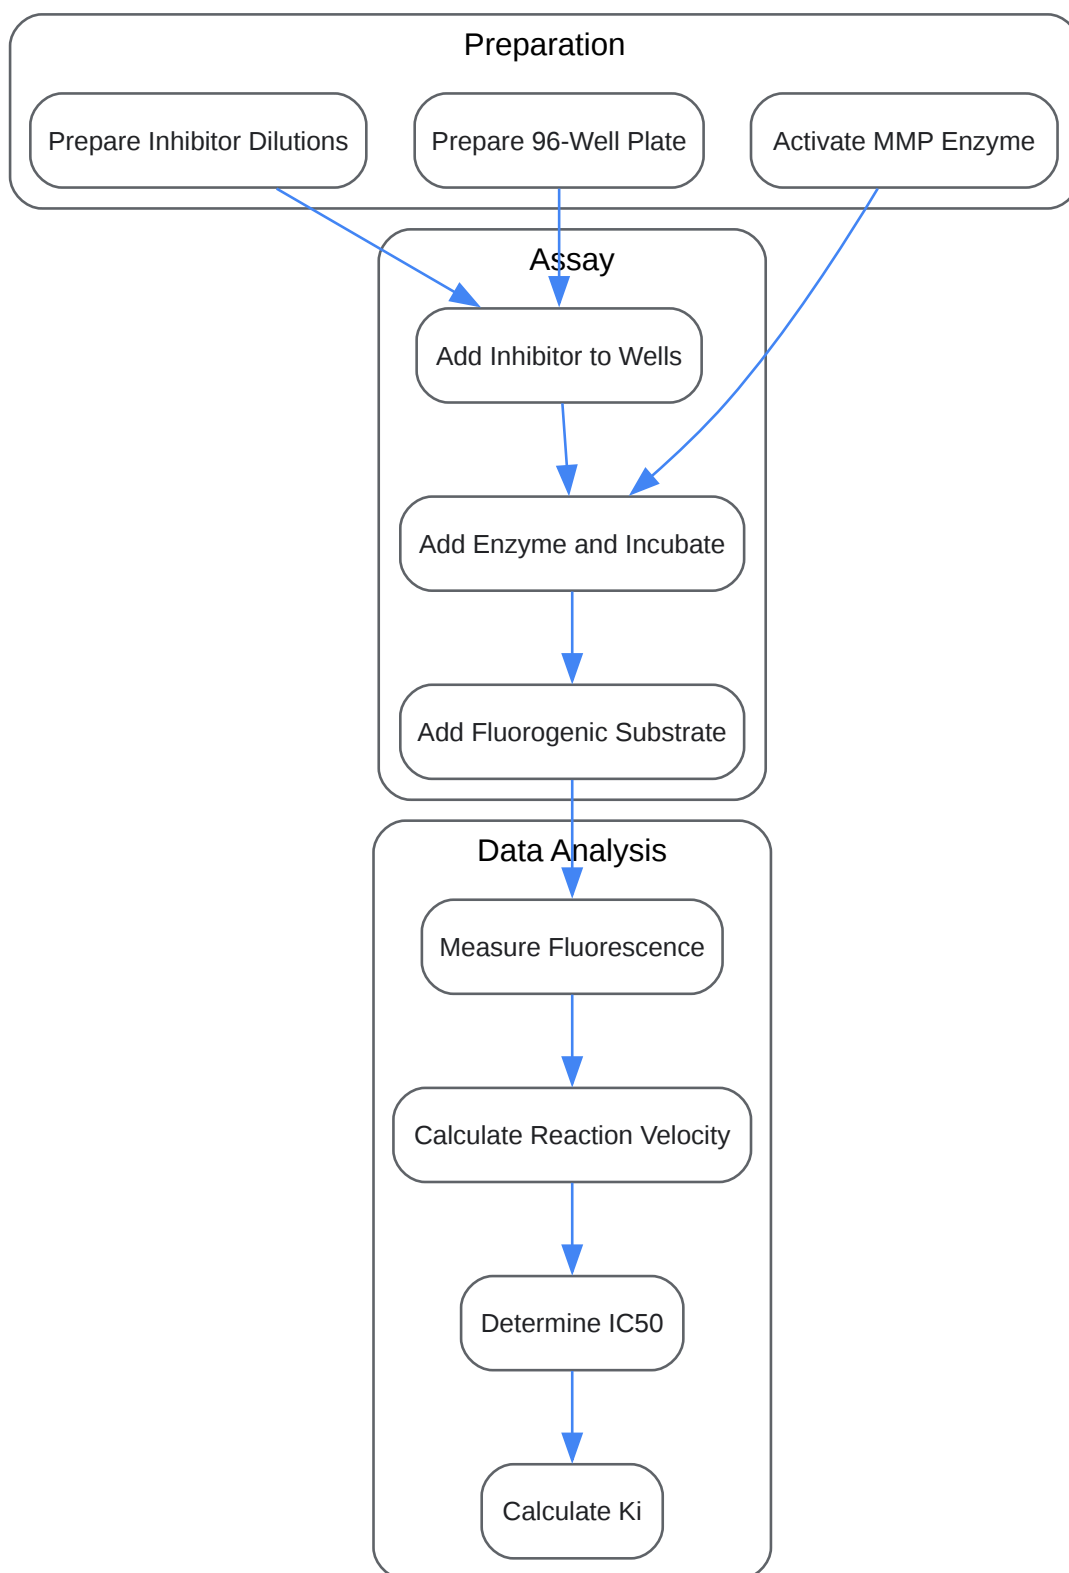 Preparation
Prepare Inhibitor Dilutions
Prepare 96-Well Plate
Activate MMP Enzyme
Assay
Add Inhibitor to Wells
Add Enzyme and Incubate
Add Fluorogenic Substrate
Data Analysis
Measure Fluorescence
Calculate Reaction Velocity
Determine IC50
Calculate Ki